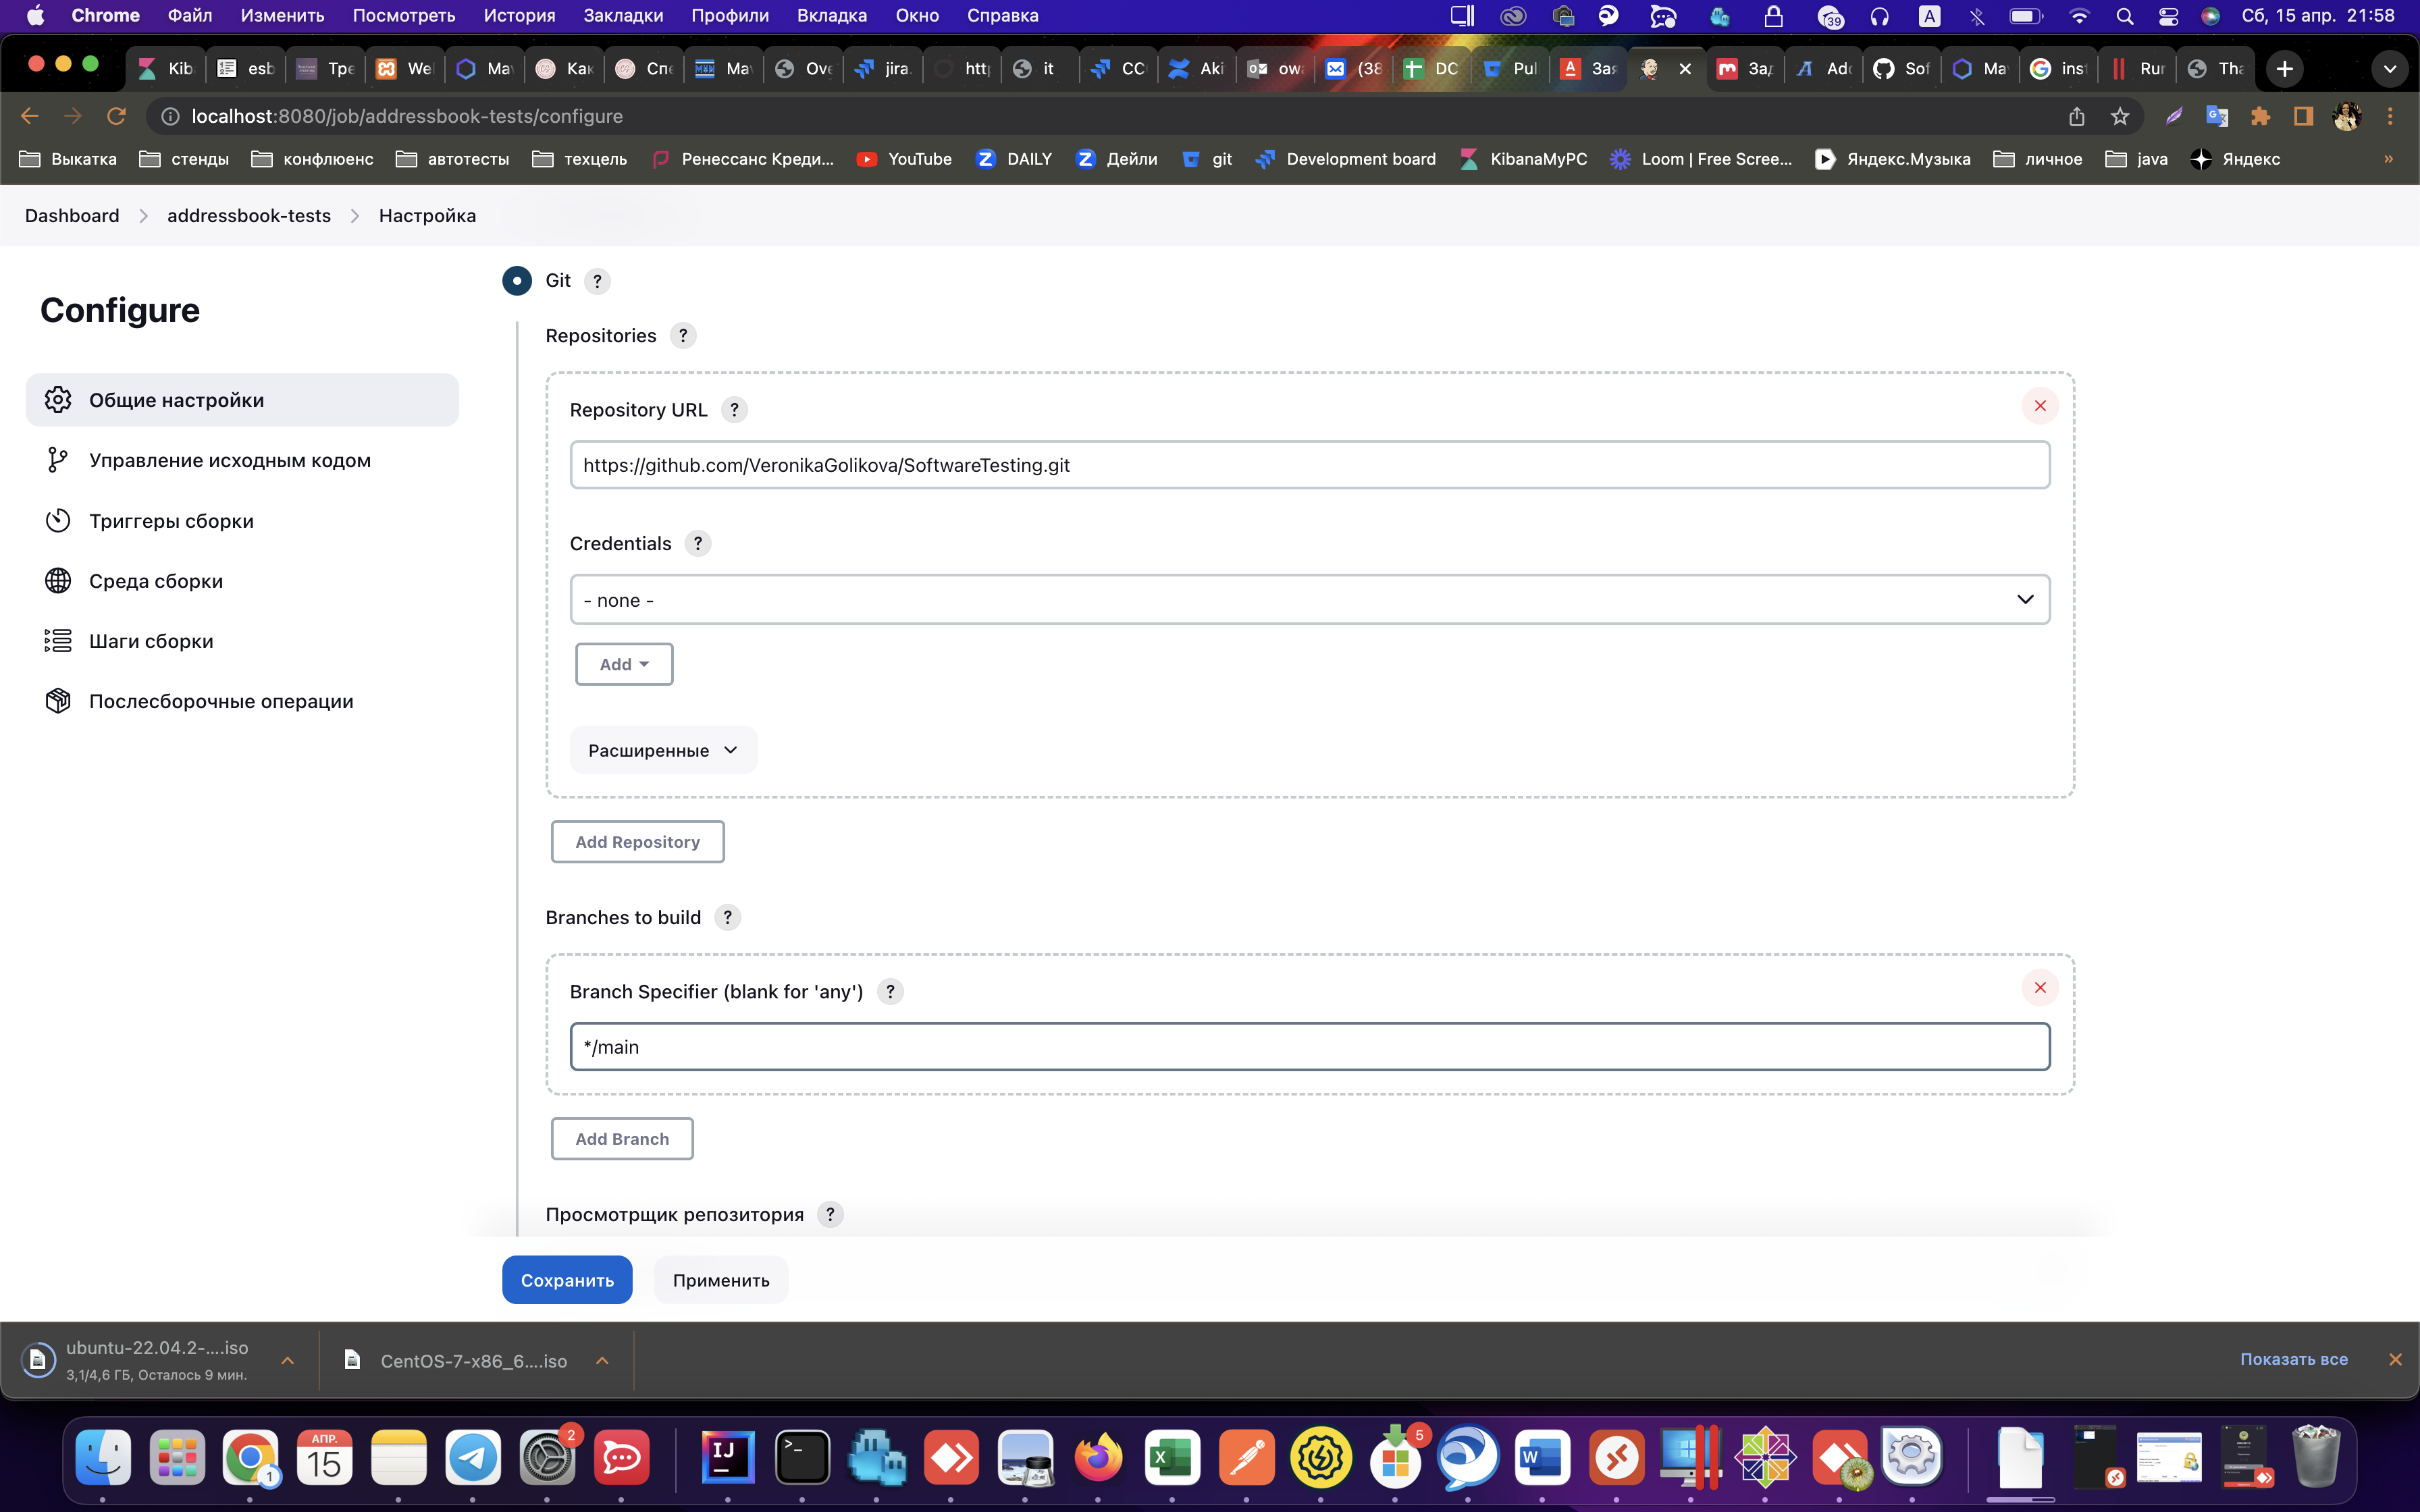 Chrome Файл Изменить Посмотреть История Закладки Профили Вкладка Окно Справка 39 A Сб, 15 апр. 21:58
Kib esb Тре We Ma Как Спе Ma Ove jira. http it CC Aki owa (38 DC Pul Зая Зад Add Sof Ma inst Rur Tha
localhost:8080/job/addressbook-tests/configure
Выкатка стенды конфлюенс автотесты техцель Ренессанс Креди... YouTube DAILY Дейли git Development board KibanaMyPC Loom | Free Scree... Яндекс.Музыка личное java Яндекс »
Dashboard > addressbook-tests > Настройка
Configure
Общие настройки
Управление исходным кодом
Триггеры сборки
Среда сборки
Шаги сборки
Послесборочные операции
Git ?
Repositories ?
Repository URL ?
https://github.com/VeronikaGolikova/SoftwareTesting.git
Credentials ?
- none -
Add
Расширенные
Add Repository
Branches to build ?
Branch Specifier (blank for 'any') ?
*/main
Add Branch
Просмотрщик репозитория ?
Сохранить Применить
ubuntu-22.04.2-....iso
3,1/4,6 ГБ, Осталось 9 мин.
CentOS-7-x86_6....iso
Показать все
1 АПР. 15 2 IJ >_ X 5 W